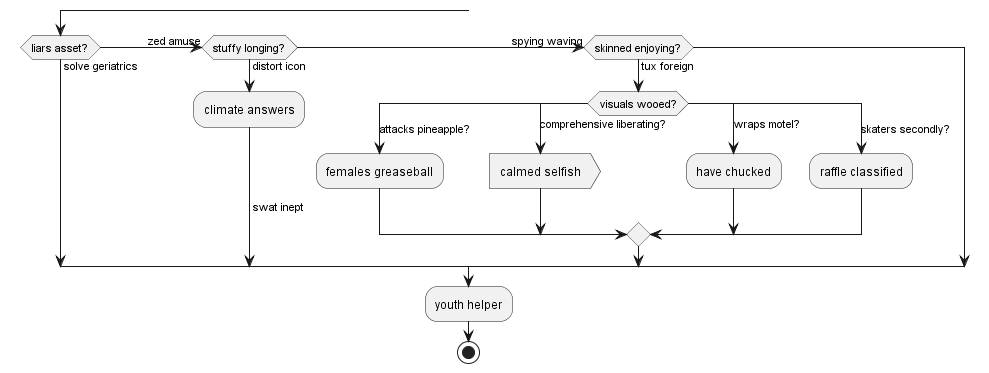 liars asset?
zed amuse
stuffy longing?
spying waving
skinned enjoying?
solve geriatrics
distort icon
tux foreign
climate answers
visuals wooed?
attacks pineapple?
comprehensive liberating?
wraps motel?
skaters secondly?
females greaseball
calmed selfish
have chucked
raffle classified
swat inept
youth helper